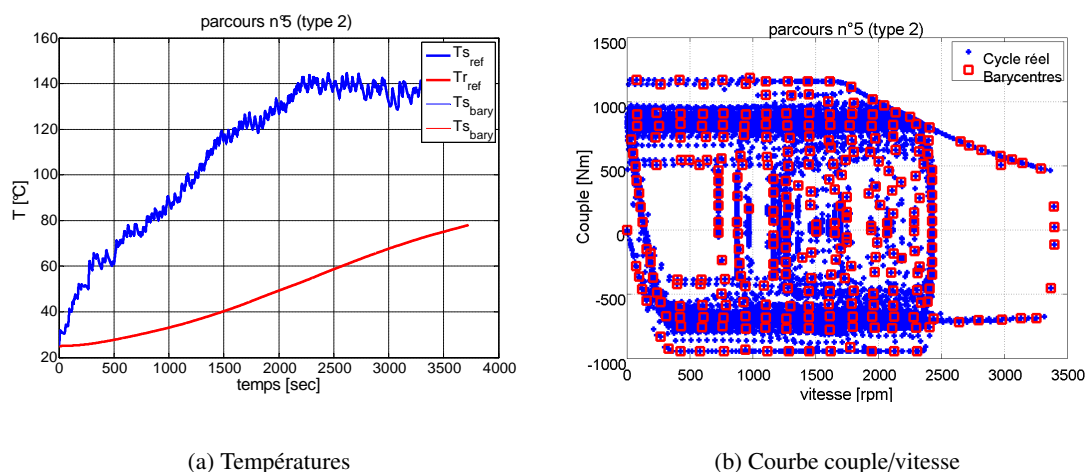 parcours n°5 (type 2)
160
140
120
100
80
60
40
20
T [°C]
0
500
1000
1500
2000
2500
3000
3500
4000
temps [sec]
Ts_ref
Tr_ref
Ts_bary
Ts_bary
(a) Températures
parcours n°5 (type 2)
1500
1000
500
0
-500
-1000
Couple [Nm]
0
500
1000
1500
2000
2500
3000
3500
vitesse [rpm]
Cycle réel
Barycentres
(b) Courbe couple/vitesse